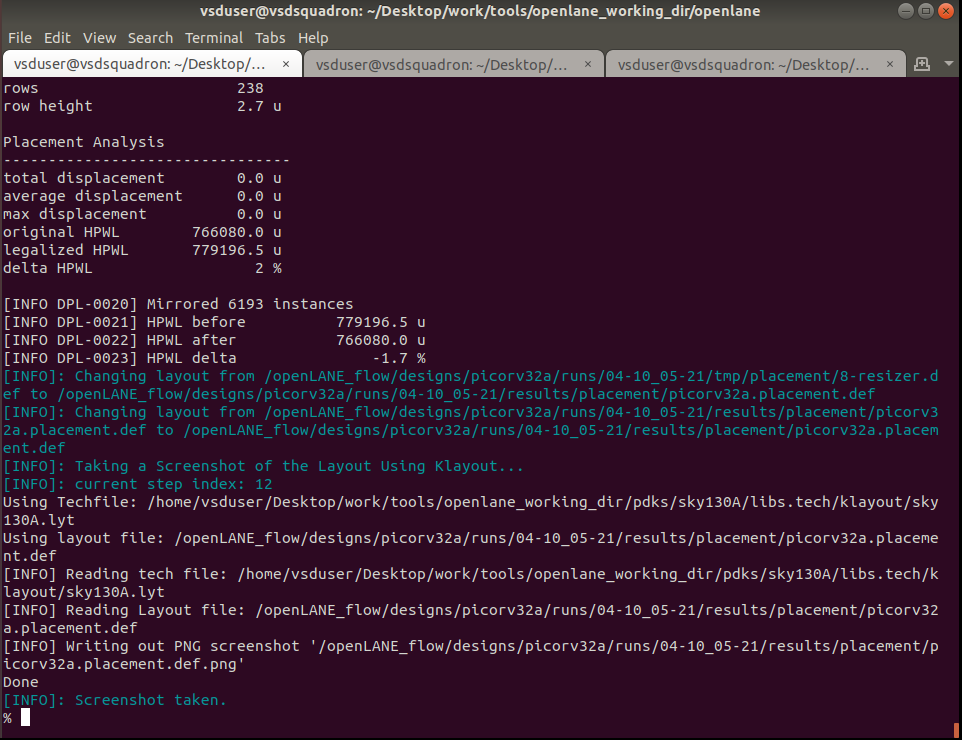 vsduser@vsdsquadron: ~/Desktop/work/tools/openlane_working_dir/openlane
File Edit View Search Terminal Tabs Help
vsduser@vsdsquadron: ~/Desktop/... × vsduser@vsdsquadron: ~/Desktop/... × vsduser@vsdsquadron: ~/Desktop/... ×
rows                      238
row height                2.7 u
Placement Analysis
--------------------------------
total displacement        0.0 u
average displacement      0.0 u
max displacement          0.0 u
original HPWL        766080.0 u
legalized HPWL       779196.5 u
delta HPWL                  2 %
[INFO DPL-0020] Mirrored 6193 instances
[INFO DPL-0021] HPWL before          779196.5 u
[INFO DPL-0022] HPWL after           766080.0 u
[INFO DPL-0023] HPWL delta               -1.7 %
[INFO]: Changing layout from /openLANE_flow/designs/picorv32a/runs/04-10_05-21/tmp/placement/8-resizer.d
ef to /openLANE_flow/designs/picorv32a/runs/04-10_05-21/results/placement/picorv32a.placement.def
[INFO]: Changing layout from /openLANE_flow/designs/picorv32a/runs/04-10_05-21/results/placement/picorv3
2a.placement.def to /openLANE_flow/designs/picorv32a/runs/04-10_05-21/results/placement/picorv32a.placem
ent.def
[INFO]: Taking a Screenshot of the Layout Using Klayout...
[INFO]: current step index: 12
Using Techfile: /home/vsduser/Desktop/work/tools/openlane_working_dir/pdks/sky130A/libs.tech/klayout/sky
130A.lyt
Using layout file: /openLANE_flow/designs/picorv32a/runs/04-10_05-21/results/placement/picorv32a.placeme
nt.def
[INFO] Reading tech file: /home/vsduser/Desktop/work/tools/openlane_working_dir/pdks/sky130A/libs.tech/k
layout/sky130A.lyt
[INFO] Reading Layout file: /openLANE_flow/designs/picorv32a/runs/04-10_05-21/results/placement/picorv32
a.placement.def
[INFO] Writing out PNG screenshot '/openLANE_flow/designs/picorv32a/runs/04-10_05-21/results/placement/p
icorv32a.placement.def.png'
Done
[INFO]: Screenshot taken.
%